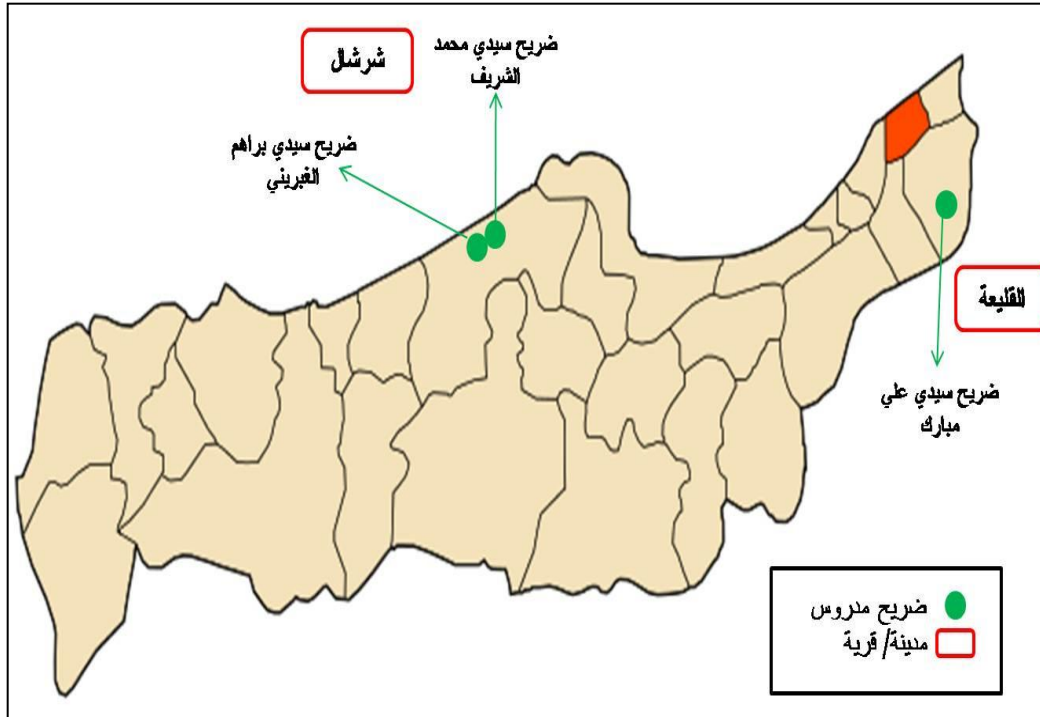 شرشال
ضريح سيدي محمد
الشريف
ضريح سيدي براهم
الغبريني
القليعة
ضريح سيدي علي
مبارك
ضريح مدروس
مدينة/ قرية